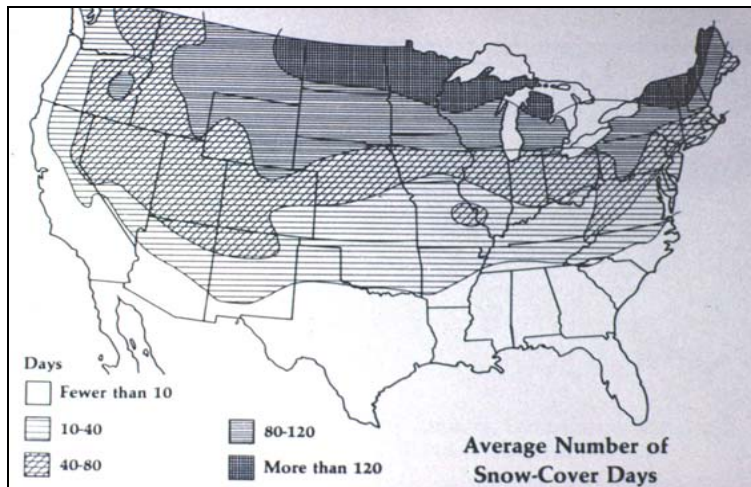 Days
Fewer than 10
10-40
40-80
80-120
More than 120
Average Number of
Snow-Cover Days